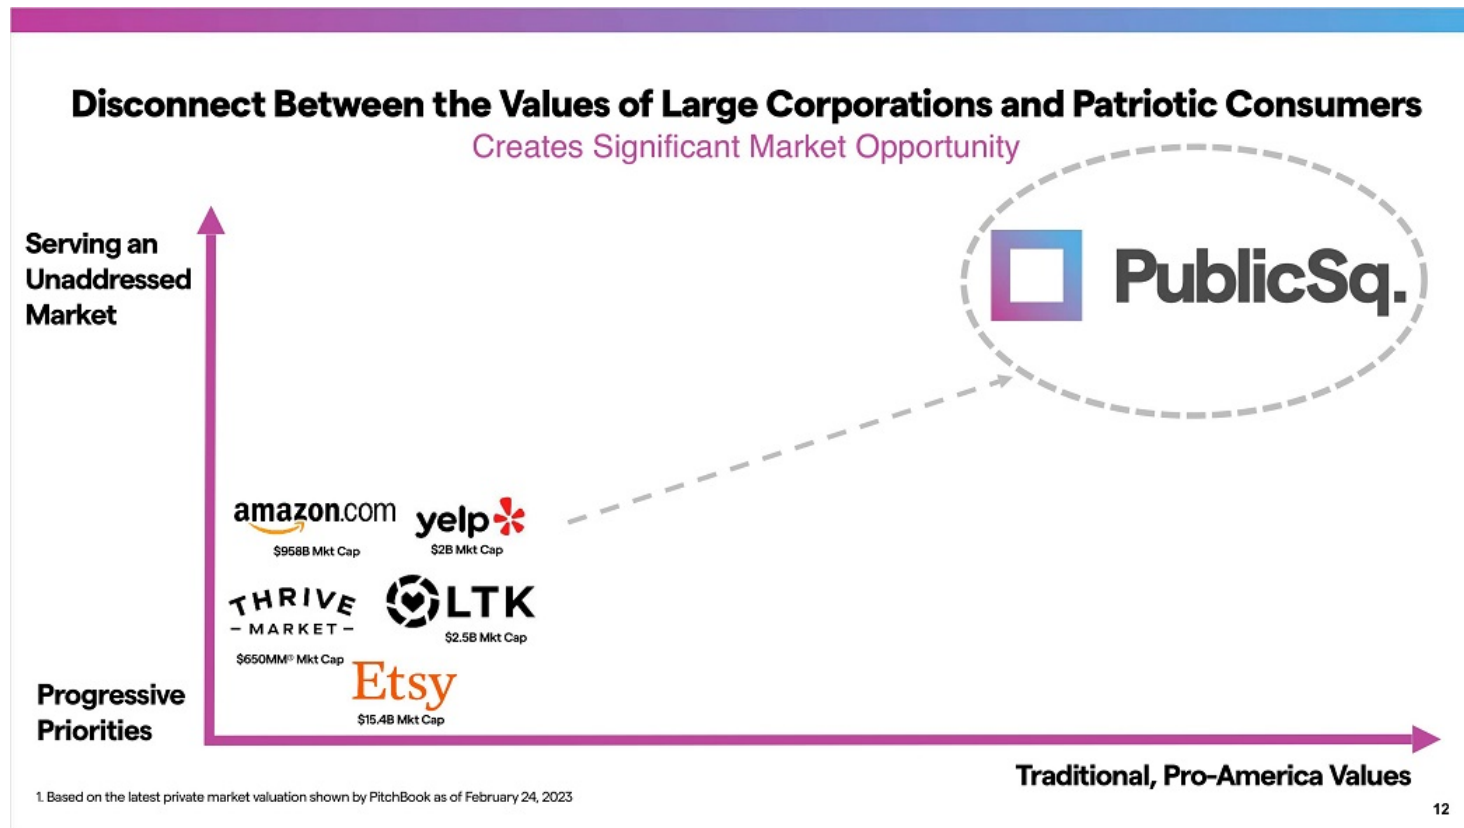 Disconnect Between the Values of Large Corporations and Patriotic Consumers
Creates Significant Market Opportunity
Serving an
Unaddressed
Market
PublicSq.
amazon.com
$958B Mkt Cap
yelp
$2B Mkt Cap
THRIVE
– MARKET –
$650MM⁽¹⁾ Mkt Cap
LTK
$2.5B Mkt Cap
Etsy
$15.4B Mkt Cap
Progressive
Priorities
Traditional, Pro-America Values
1. Based on the latest private market valuation shown by PitchBook as of February 24, 2023
12